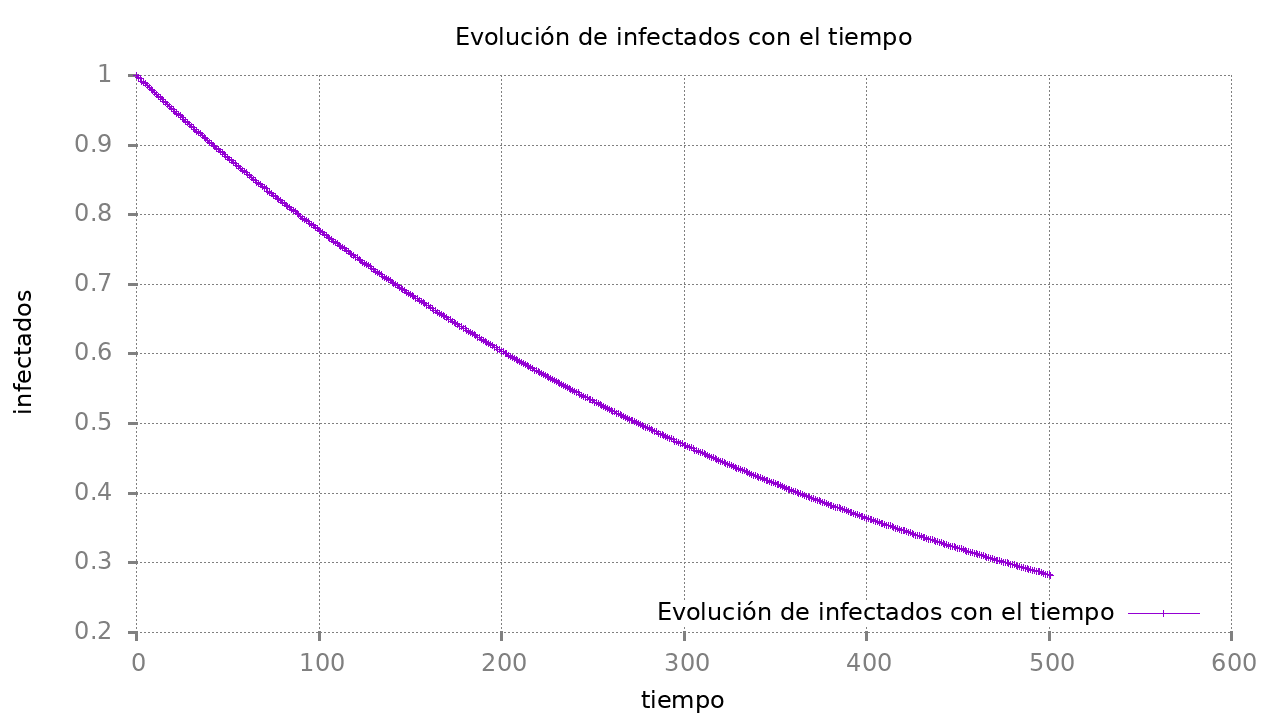 Evolución de infectados con el tiempo
1
0.9
0.8
0.7
0.6
0.5
0.4
0.3
0.2
infectados
Evolución de infectados con el tiempo
0 100 200 300 400 500 600
tiempo